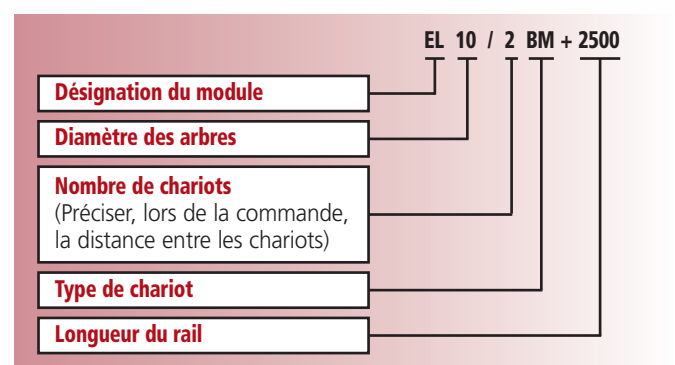 EL 10 / 2 BM + 2500
Désignation du module
Diamètre des arbres
Nombre de chariots
(Préciser, lors de la commande,
la distance entre les chariots)
Type de chariot
Longueur du rail